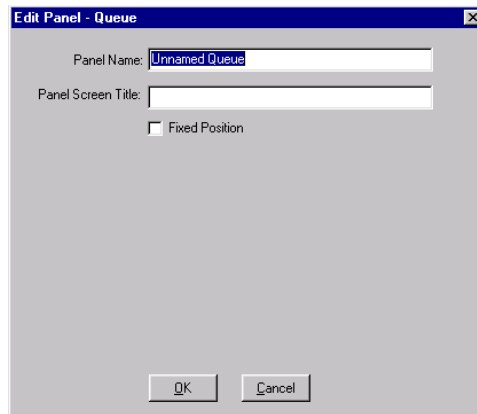 Edit Panel - Queue
Panel Name: Unnamed Queue
Panel Screen Title:
Fixed Position
OK Cancel